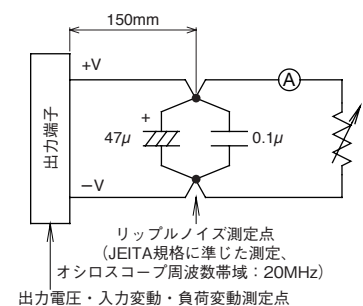 150mm
+V
A
出力端子
+
47μ
0.1μ
−V
リップルノイズ測定点
(JEITA規格に準じた測定、
オシロスコープ周波数帯域：20MHz)
出力電圧・入力変動・負荷変動測定点